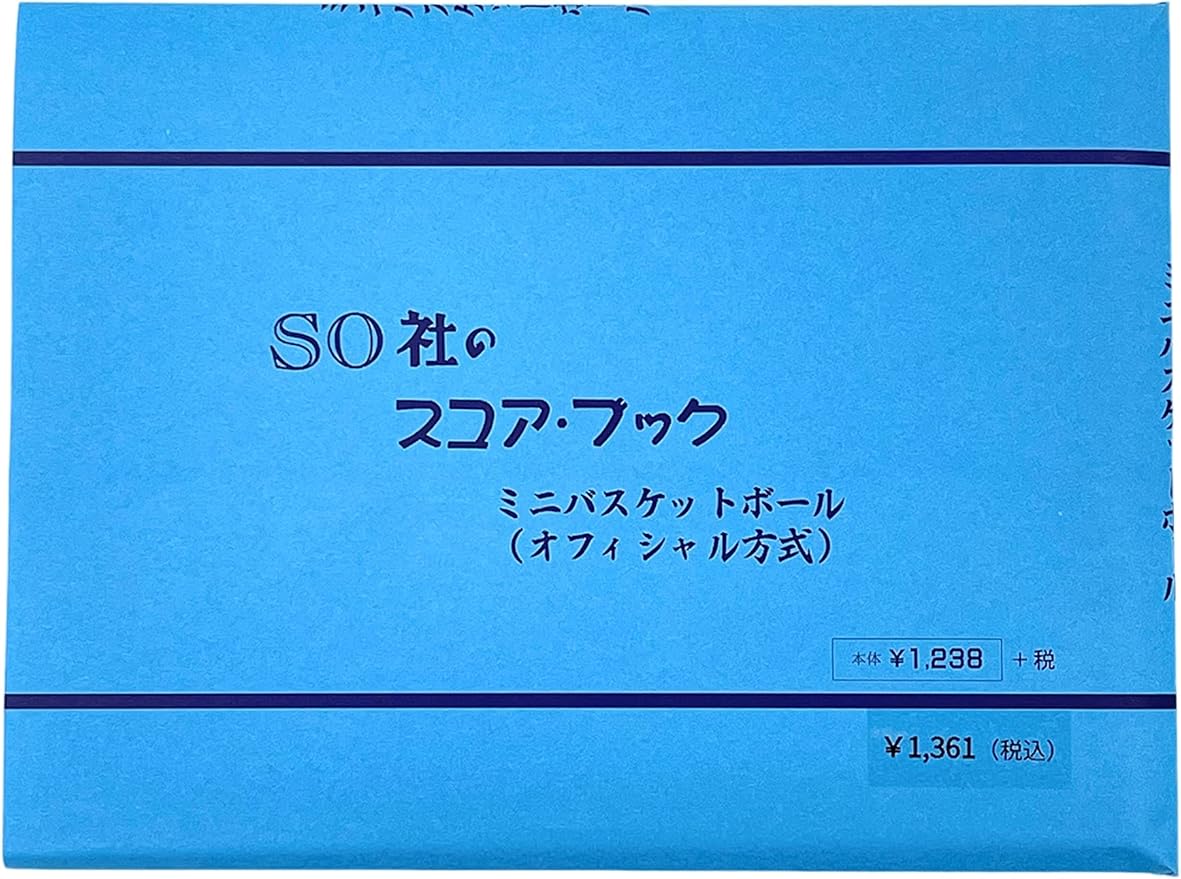 SO社の
スコア・ブック
ミニバスケットボール
（オフィシャル方式）
本体 ¥1,238 +税
¥1,361（税込）